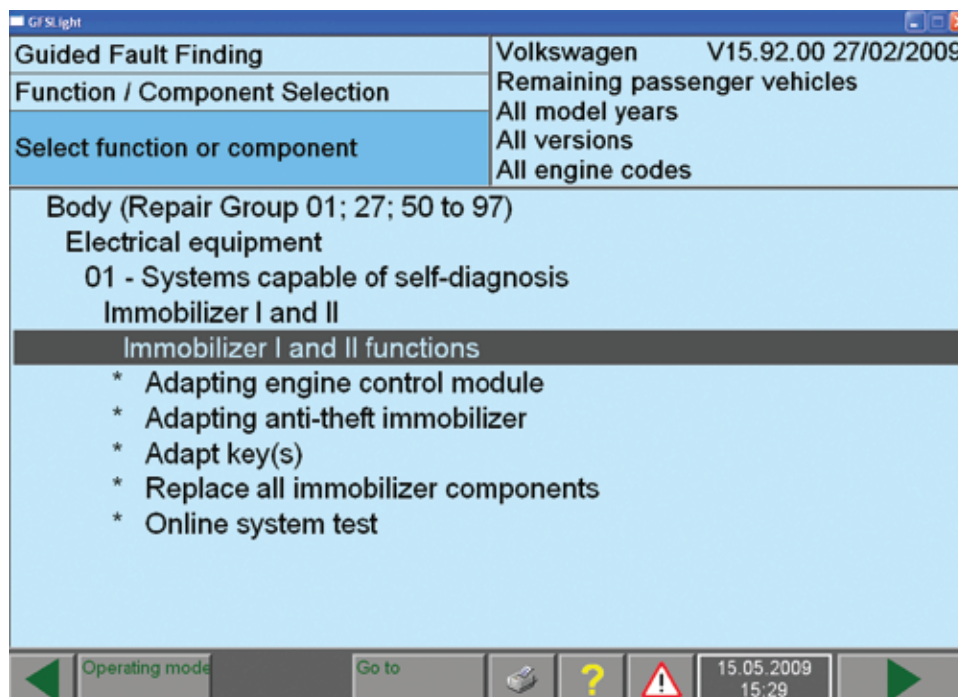 GFSLight
Guided Fault Finding
Function / Component Selection
Select function or component
Volkswagen V15.92.00 27/02/2009
Remaining passenger vehicles
All model years
All versions
All engine codes
Body (Repair Group 01; 27; 50 to 97)
Electrical equipment
01 - Systems capable of self-diagnosis
Immobilizer I and II
Immobilizer I and II functions
* Adapting engine control module
* Adapting anti-theft immobilizer
* Adapt key(s)
* Replace all immobilizer components
* Online system test
Operating mode
Go to
?
!
15.05.2009
15:29